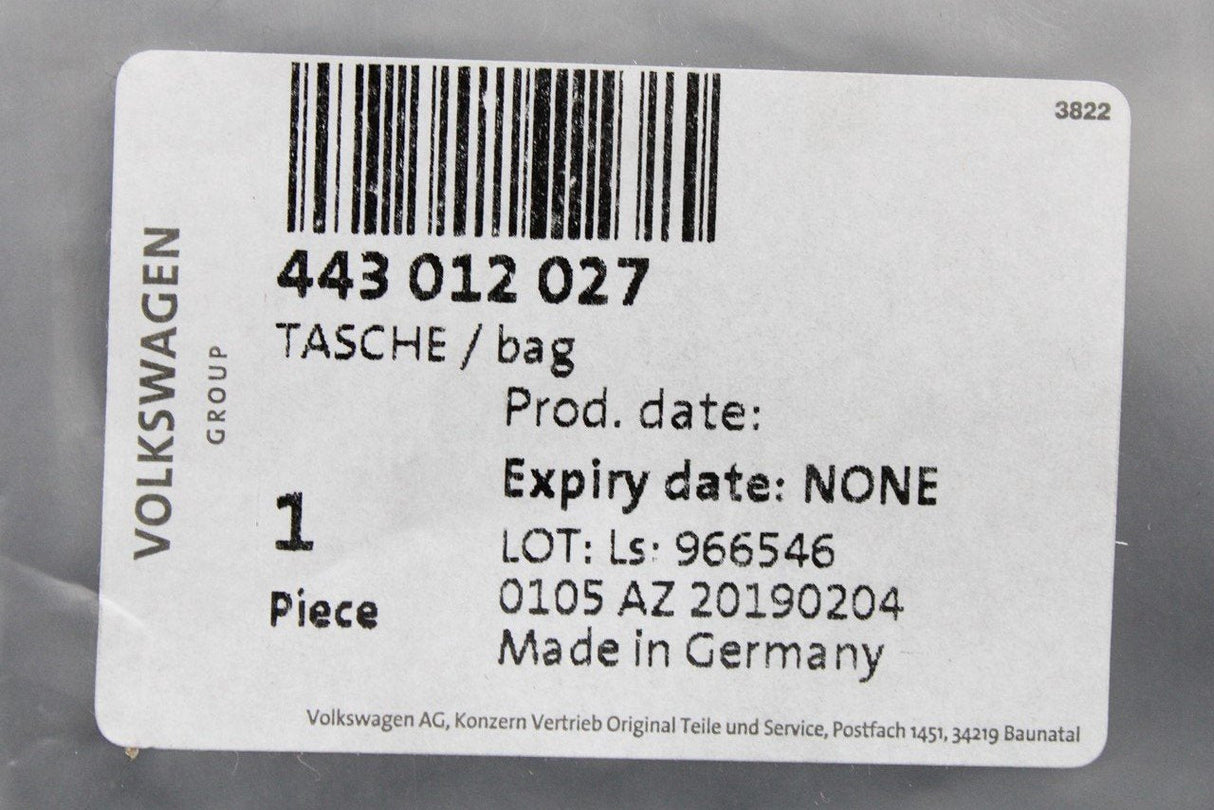 3822
VOLKSWAGEN
GROUP
443 012 027
TASCHE / bag
Prod. date:
Expiry date: NONE
1
Piece
LOT: Ls: 966546
0105 AZ 20190204
Made in Germany
Volkswagen AG, Konzern Vertrieb Original Teile und Service, Postfach 1451, 34219 Baunatal